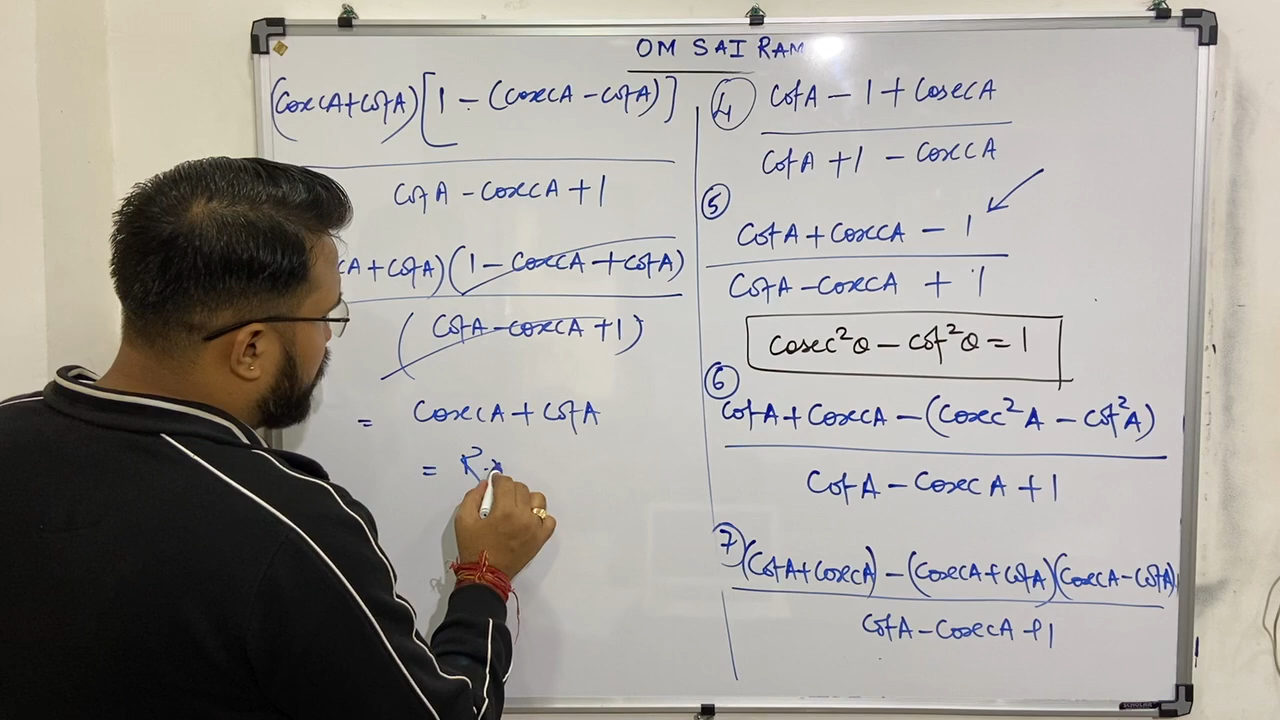 OM SAI RAM
(CosecA+CotA)[1-(CosecA-CotA)]
CotA-CosecA+1
CA+CotA)(1-CosecA+CotA)
(CotA-CosecA+1)
= CosecA+CotA
= R.
④ CotA-1+CosecA
CotA+1-CosecA
⑤
CotA+CosecA-1
CotA-CosecA+1
Cosec²θ-Cot²θ=1
⑥
CotA+CosecA-(Cosec²A-Cot²A)
CotA-CosecA+1
⑦ (CotA+CosecA)-(CosecA+CotA)(CosecA-CotA)
CotA-CosecA+1